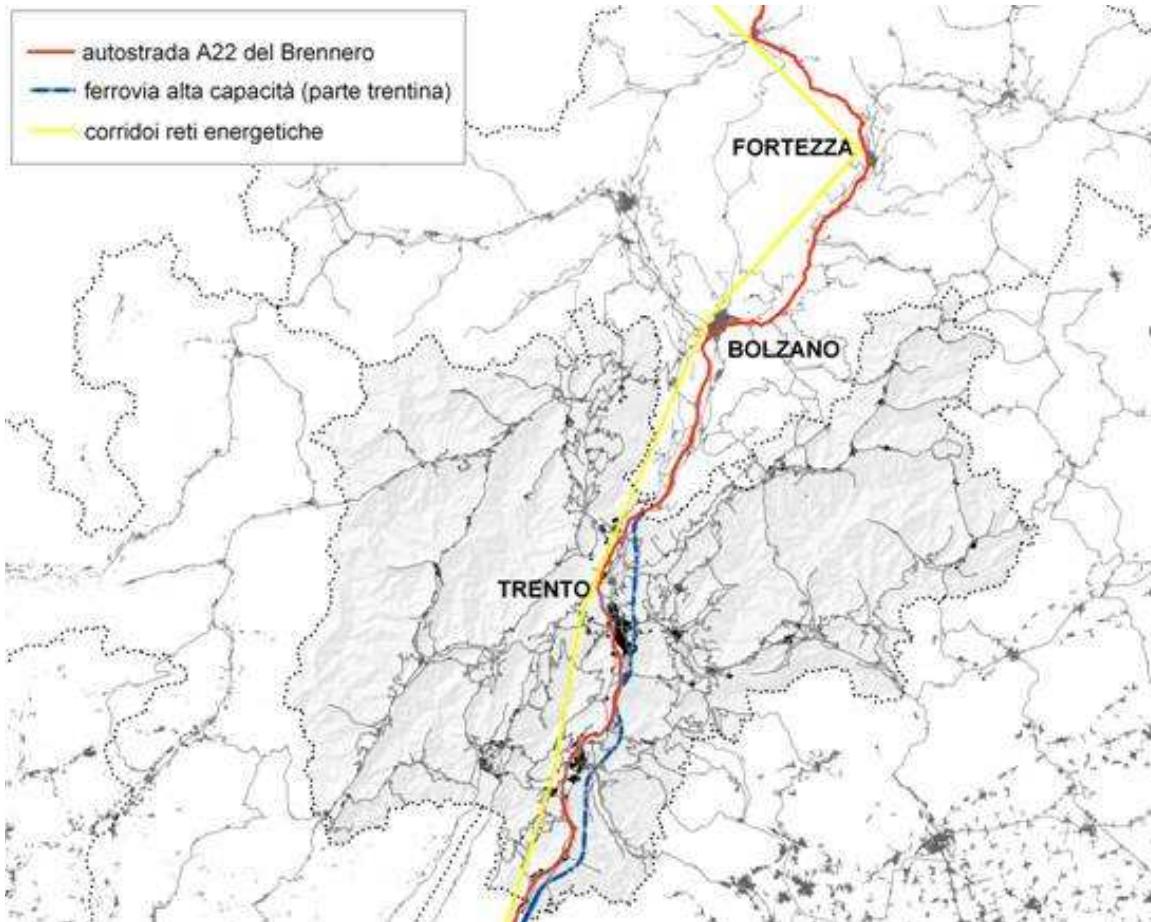 autostrada A22 del Brennero
ferrovia alta capacità (parte trentina)
corridoi reti energetiche
FORTEZZA
BOLZANO
TRENTO